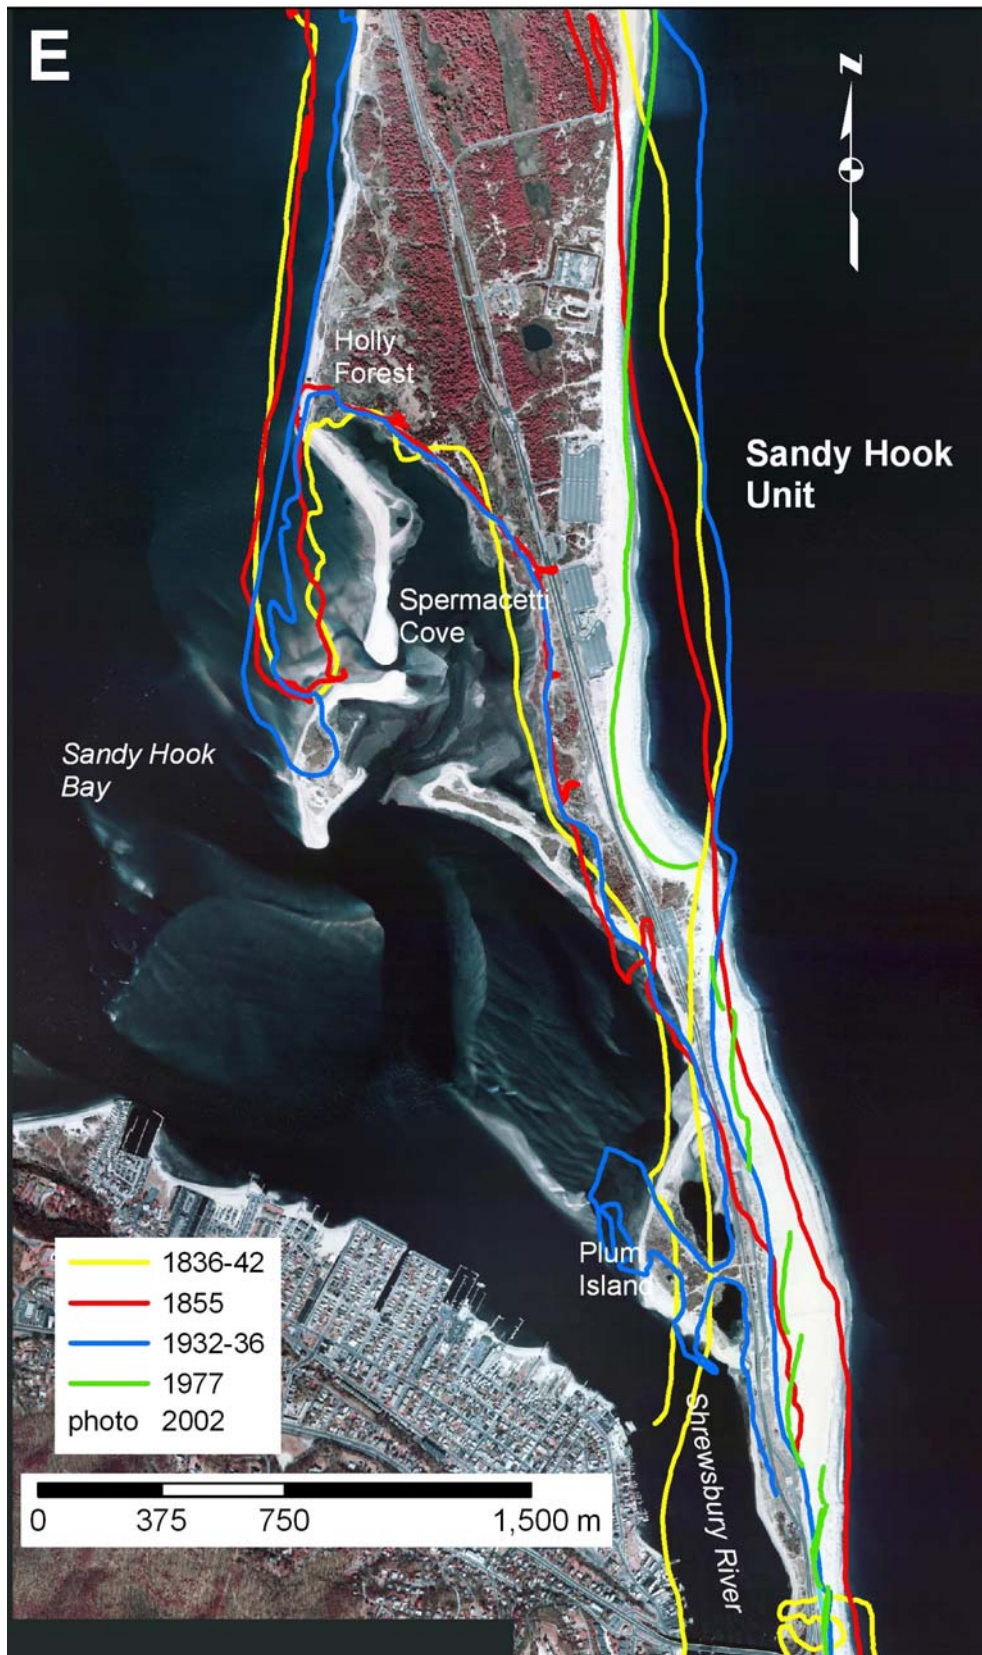 E
N
Holly
Forest
Sandy Hook
Unit
Spermacetti
Cove
Sandy Hook
Bay
Plum
Island
1836-42
1855
1932-36
1977
photo 2002
Shrewsbury River
0 375 750 1,500 m